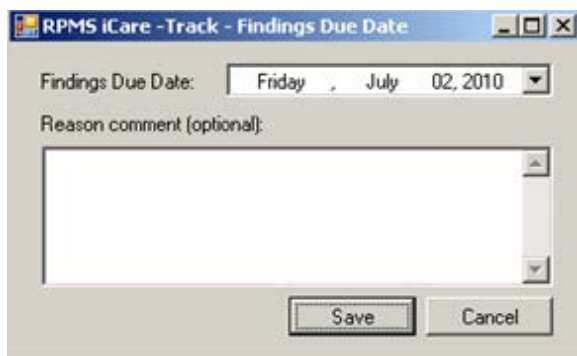 RPMS iCare -Track - Findings Due Date
Findings Due Date: Friday , July 02, 2010
Reason comment (optional):
Save Cancel